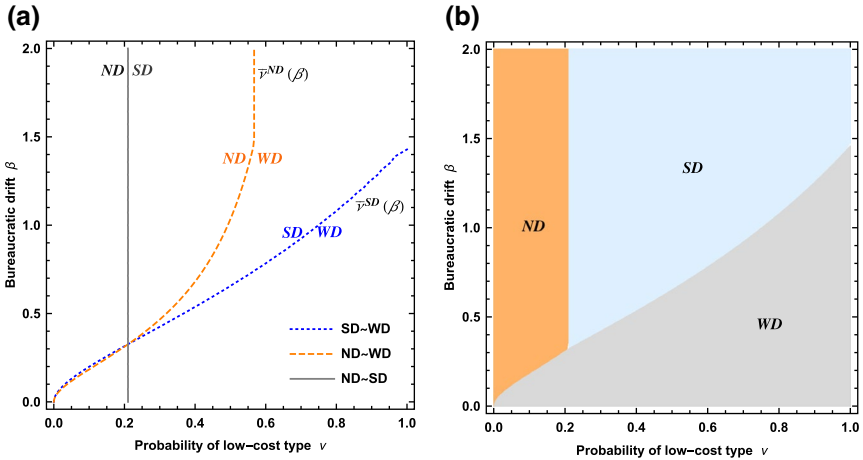 (a)
2.0
1.5
1.0
0.5
0.0
Bureaucratic drift β
ND SD
ν̅ᴺᴰ (β)
ND WD
ν̅ˢᴰ (β)
SD WD
SD~WD
ND~WD
ND~SD
0.0 0.2 0.4 0.6 0.8 1.0
Probability of low–cost type ν
(b)
2.0
1.5
1.0
0.5
0.0
Bureaucratic drift β
SD
ND
WD
0.0 0.2 0.4 0.6 0.8 1.0
Probability of low–cost type ν